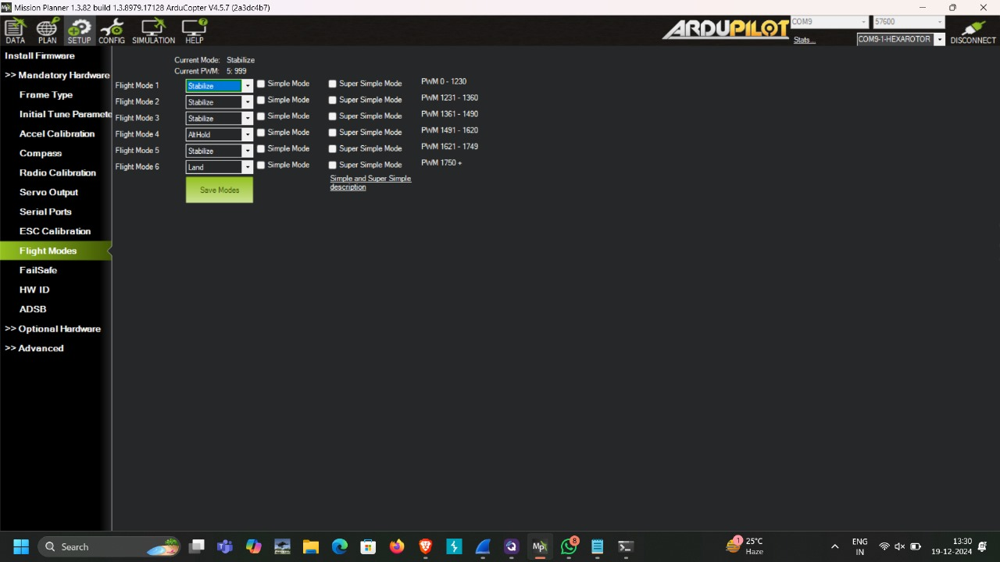 Mission Planner 1.3.82 build 1.3.8979.17128 ArduCopter V4.5.7 (2a3dc4b7)
DATA PLAN SETUP CONFIG SIMULATION HELP
ARDUPILOT
COM9 57600
Stats... COM9-1-HEXAROTOR DISCONNECT
Install Firmware
>> Mandatory Hardware
Frame Type
Initial Tune Paramete
Accel Calibration
Compass
Radio Calibration
Servo Output
Serial Ports
ESC Calibration
Flight Modes
FailSafe
HW ID
ADSB
>> Optional Hardware
>> Advanced
Current Mode: Stabilize
Current PWM: 5: 999
Flight Mode 1 Stabilize Simple Mode Super Simple Mode PWM 0 - 1230
Flight Mode 2 Stabilize Simple Mode Super Simple Mode PWM 1231 - 1360
Flight Mode 3 Stabilize Simple Mode Super Simple Mode PWM 1361 - 1490
Flight Mode 4 AltHold Simple Mode Super Simple Mode PWM 1491 - 1620
Flight Mode 5 Stabilize Simple Mode Super Simple Mode PWM 1621 - 1749
Flight Mode 6 Land Simple Mode Super Simple Mode PWM 1750 +
Simple and Super Simple
description
Save Modes
Search
8
1
25°C
Haze
ENG
IN
13:30
19-12-2024